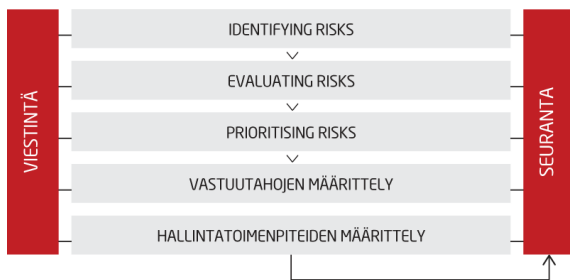 VIESTINTÄ
IDENTIFYING RISKS
EVALUATING RISKS
PRIORITISING RISKS
VASTUUTAHOJEN MÄÄRITTELY
HALLINTATOIMENPITEIDEN MÄÄRITTELY
SEURANTA